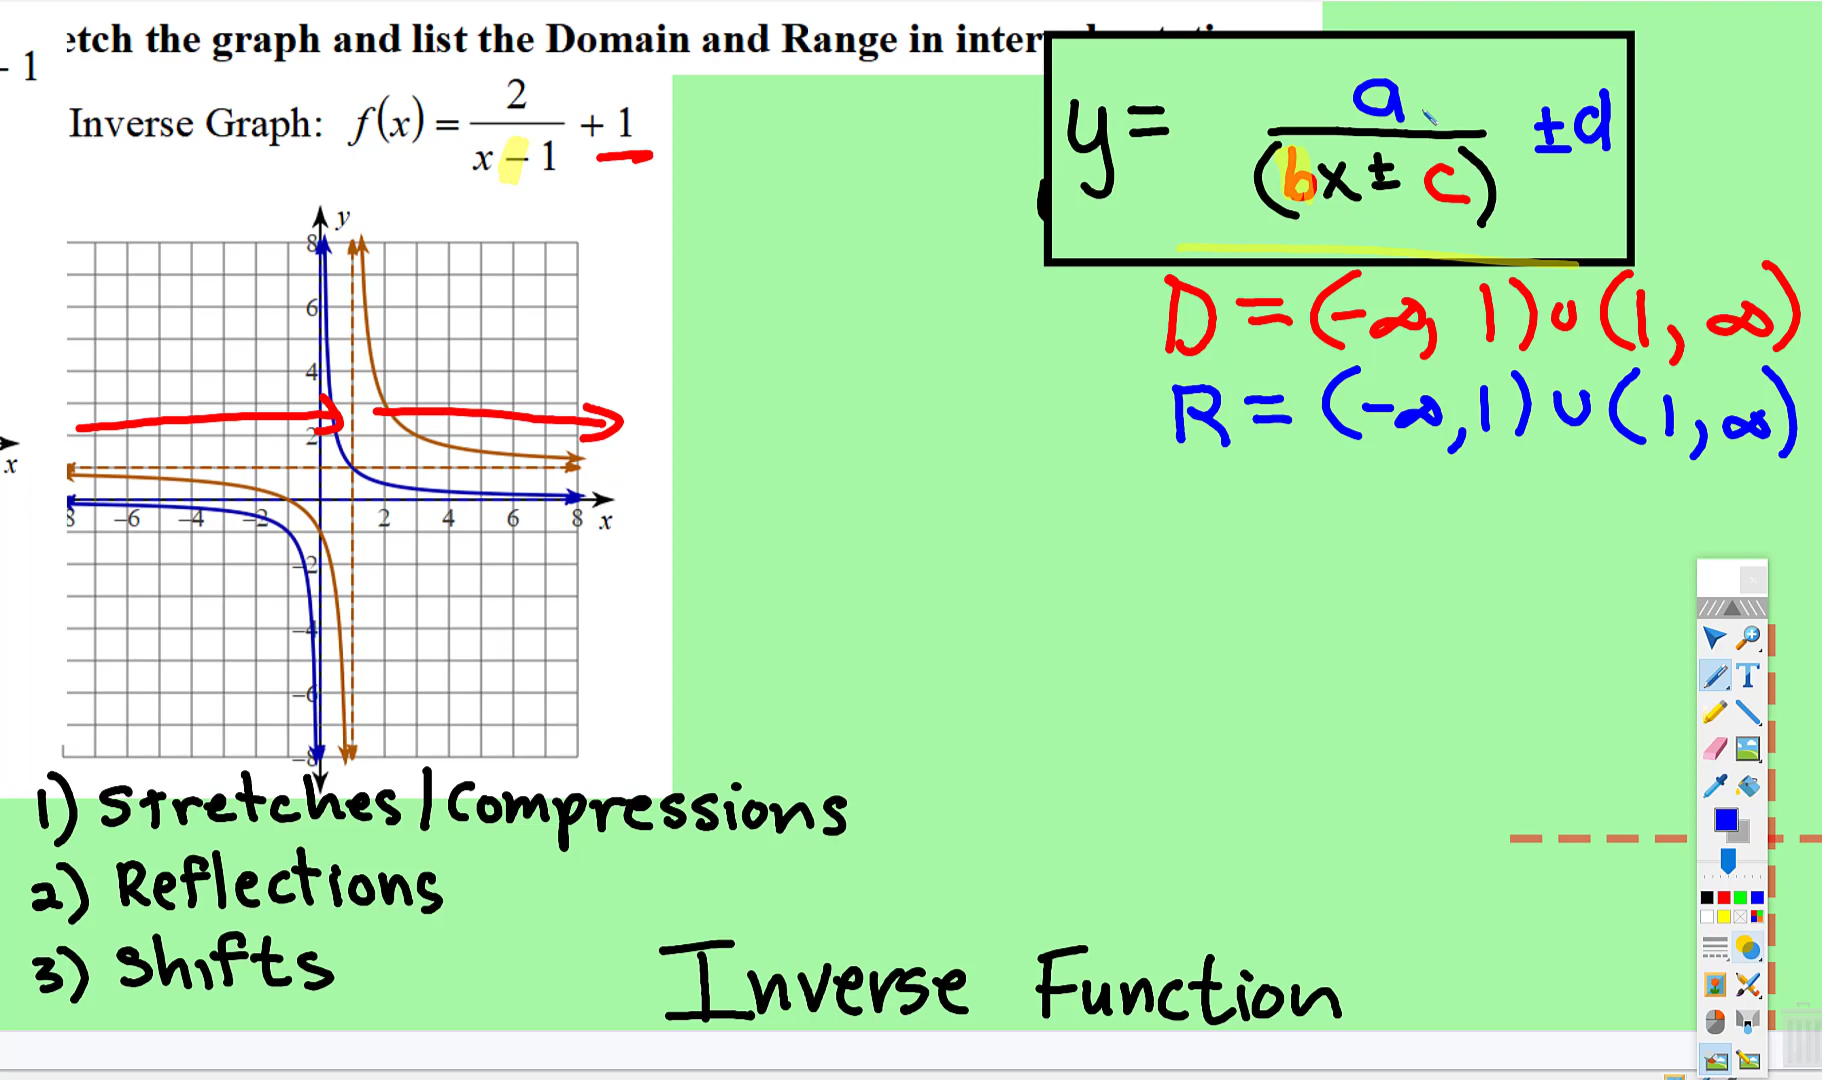 etch the graph and list the Domain and Range in inter
- 1
Inverse Graph: f(x) = 2/(x − 1) + 1
y = a/(bx ± c) ± d
D = (-∞, 1) ∪ (1, ∞)
R = (-∞, 1) ∪ (1, ∞)
y
8
6
4
2
x
8 −6 −4 −2 2 4 6 8 x
−2
−4
−6
−8
1) Stretches/Compressions
2) Reflections
3) Shifts
Inverse Function
T